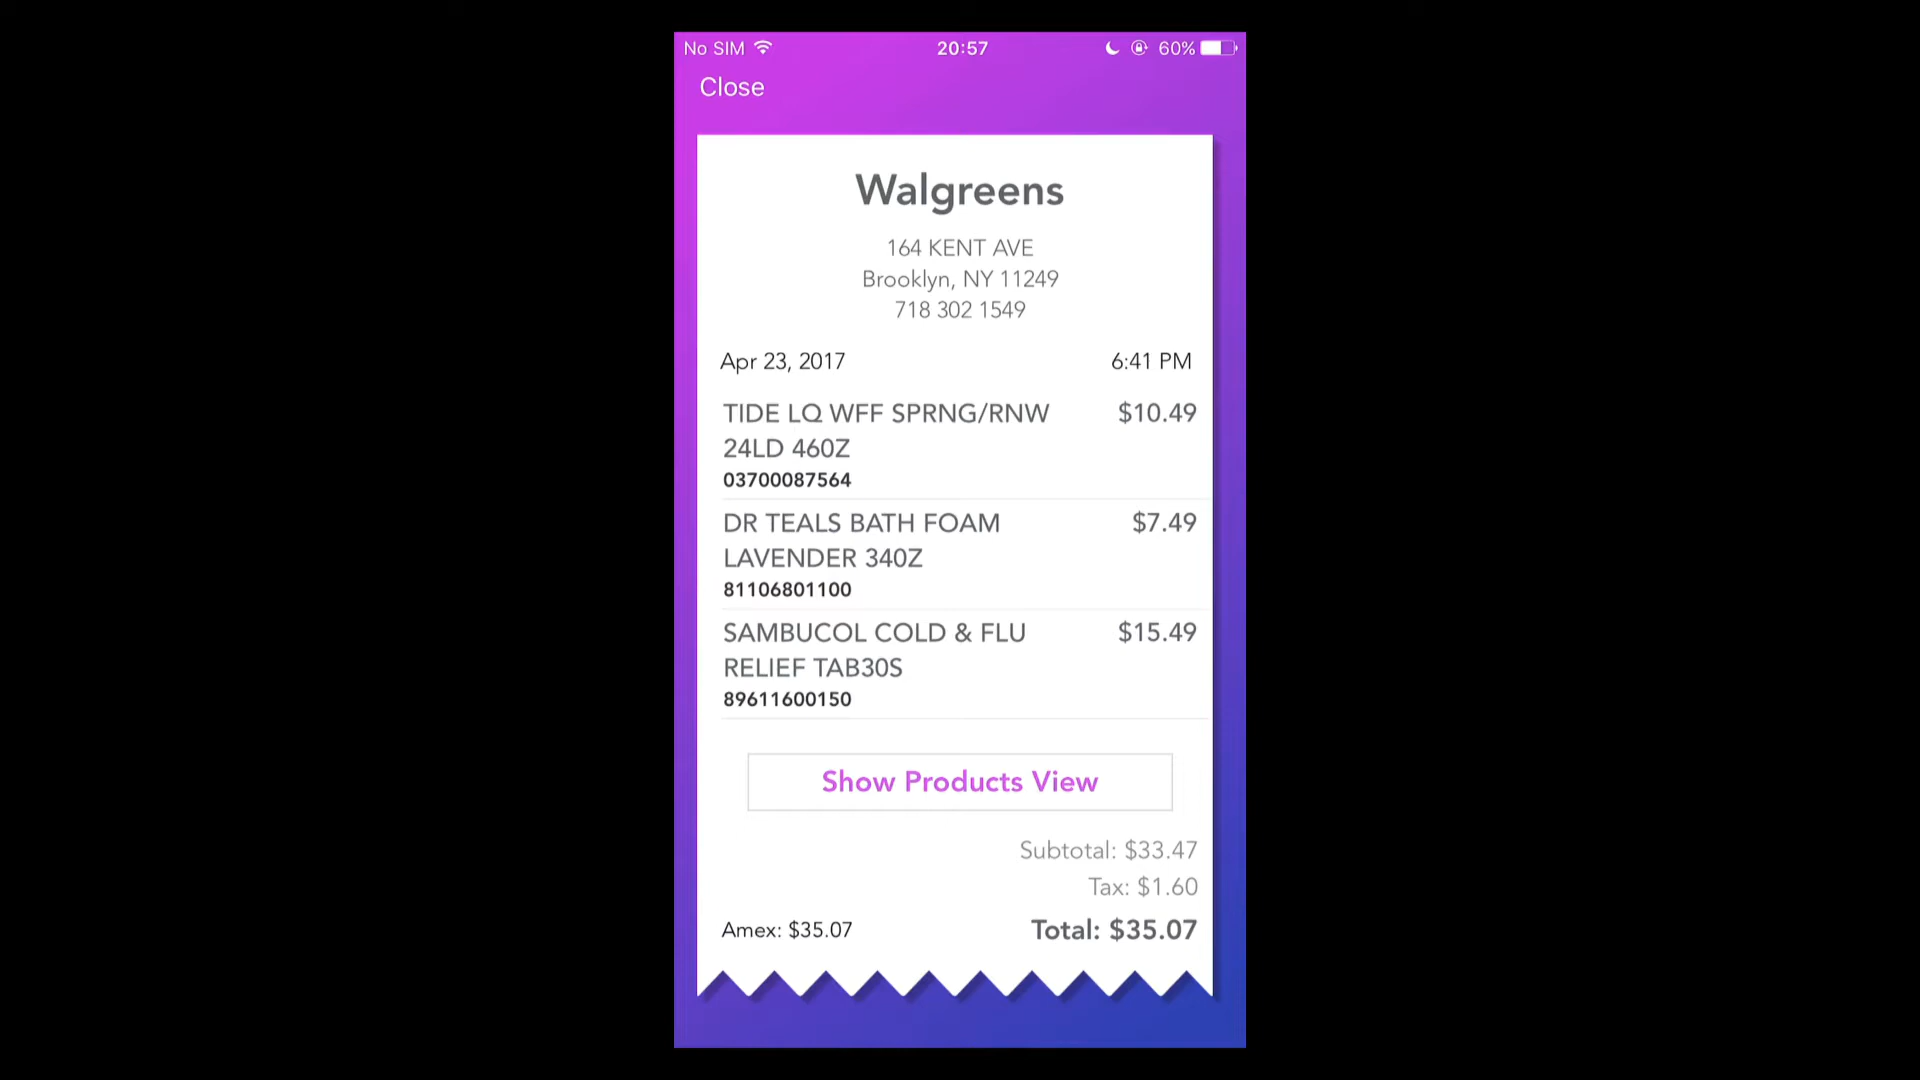 No SIM 20:57 60%
Close
Walgreens
164 KENT AVE
Brooklyn, NY 11249
718 302 1549
Apr 23, 2017 6:41 PM
TIDE LQ WFF SPRNG/RNW $10.49
24LD 460Z
03700087564
DR TEALS BATH FOAM $7.49
LAVENDER 340Z
81106801100
SAMBUCOL COLD & FLU $15.49
RELIEF TAB30S
89611600150
Show Products View
Subtotal: $33.47
Tax: $1.60
Amex: $35.07 Total: $35.07